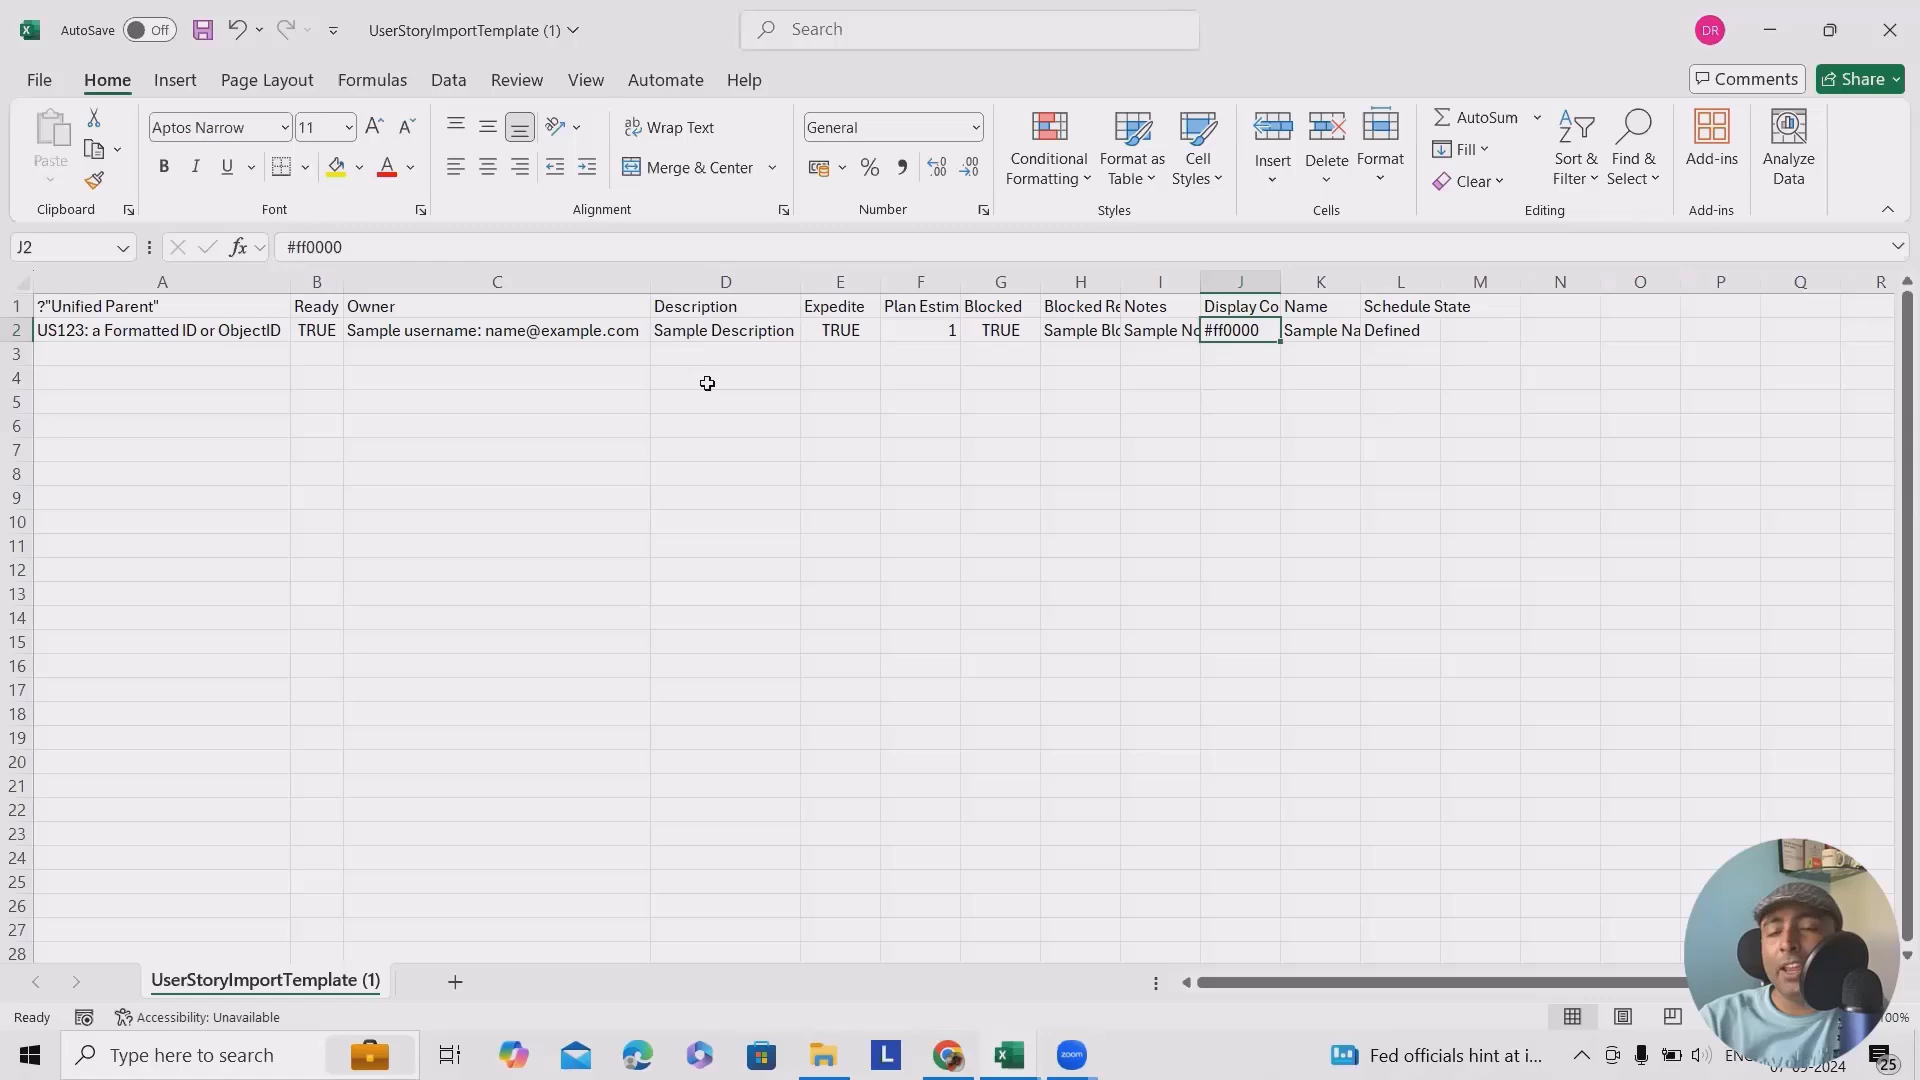 AutoSave Off UserStoryImportTemplate (1) Search DR
File Home Insert Page Layout Formulas Data Review View Automate Help Comments Share
Paste Clipboard
Aptos Narrow 11 B I U Font
Wrap Text Merge & Center Alignment
General % , Number
Conditional Formatting Format as Table Cell Styles Styles
Insert Delete Format Cells
AutoSum Fill Clear Sort & Filter Find & Select Editing
Add-ins Add-ins
Analyze Data
J2 fx #ff0000
A B C D E F G H I J K L M N O P Q R
1 ?"Unified Parent" Ready Owner Description Expedite Plan Estim Blocked Blocked Re Notes Display Co Name Schedule State
2 US123: a Formatted ID or ObjectID TRUE Sample username: name@example.com Sample Description TRUE 1 TRUE Sample Blo Sample No #ff0000 Sample Na Defined
3
4
5
6
7
8
9
10
11
12
13
14
15
16
17
18
19
20
21
22
23
24
25
26
27
28
UserStoryImportTemplate (1)
Ready Accessibility: Unavailable 100%
Type here to search L zoom Fed officials hint at i... 25